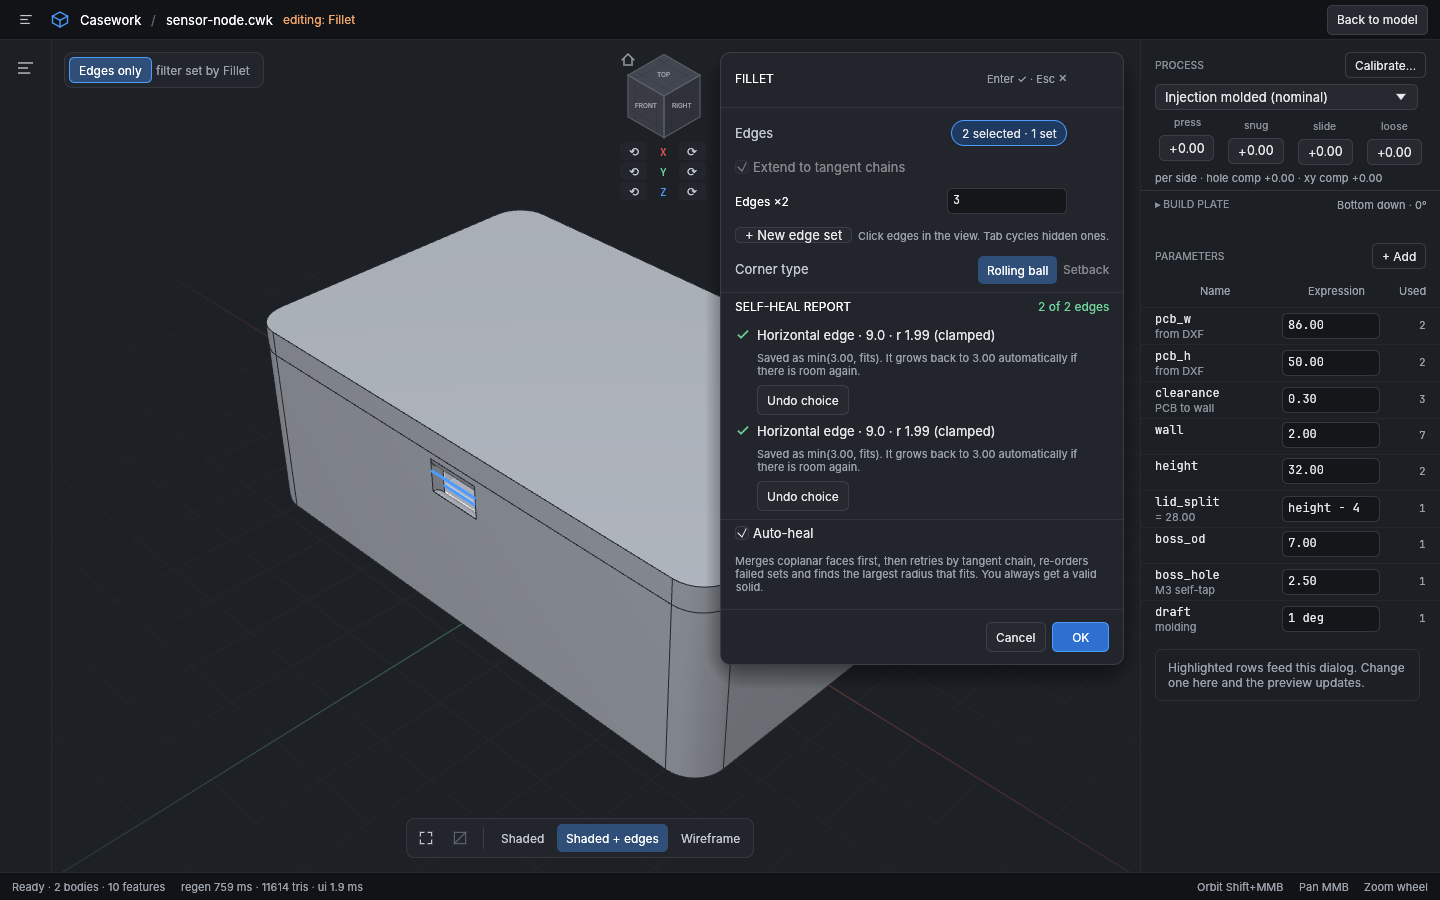 Casework / sensor-node.cwk editing: Fillet
Back to model
Edges only filter set by Fillet
TOP
FRONT RIGHT
X
Y
Z
FILLET
Enter ✓ · Esc ✕
Edges
2 selected · 1 set
Extend to tangent chains
Edges ×2
3
+ New edge set Click edges in the view. Tab cycles hidden ones.
Corner type
Rolling ball Setback
SELF-HEAL REPORT
2 of 2 edges
Horizontal edge · 9.0 · r 1.99 (clamped)
Saved as min(3.00, fits). It grows back to 3.00 automatically if
there is room again.
Undo choice
Horizontal edge · 9.0 · r 1.99 (clamped)
Saved as min(3.00, fits). It grows back to 3.00 automatically if
there is room again.
Undo choice
Auto-heal
Merges coplanar faces first, then retries by tangent chain, re-orders
failed sets and finds the largest radius that fits. You always get a valid
solid.
Cancel OK
PROCESS
Calibrate...
Injection molded (nominal)
press snug slide loose
+0.00 +0.00 +0.00 +0.00
per side · hole comp +0.00 · xy comp +0.00
▸ BUILD PLATE
Bottom down · 0°
PARAMETERS
+ Add
Name Expression Used
pcb_w 86.00 2
from DXF
pcb_h 50.00 2
from DXF
clearance 0.30 3
PCB to wall
wall 2.00 7
height 32.00 2
lid_split height - 4 1
= 28.00
boss_od 7.00 1
boss_hole 2.50 1
M3 self-tap
draft 1 deg 1
molding
Highlighted rows feed this dialog. Change
one here and the preview updates.
Shaded Shaded + edges Wireframe
Ready · 2 bodies · 10 features regen 759 ms · 11614 tris · ui 1.9 ms
Orbit Shift+MMB Pan MMB Zoom wheel